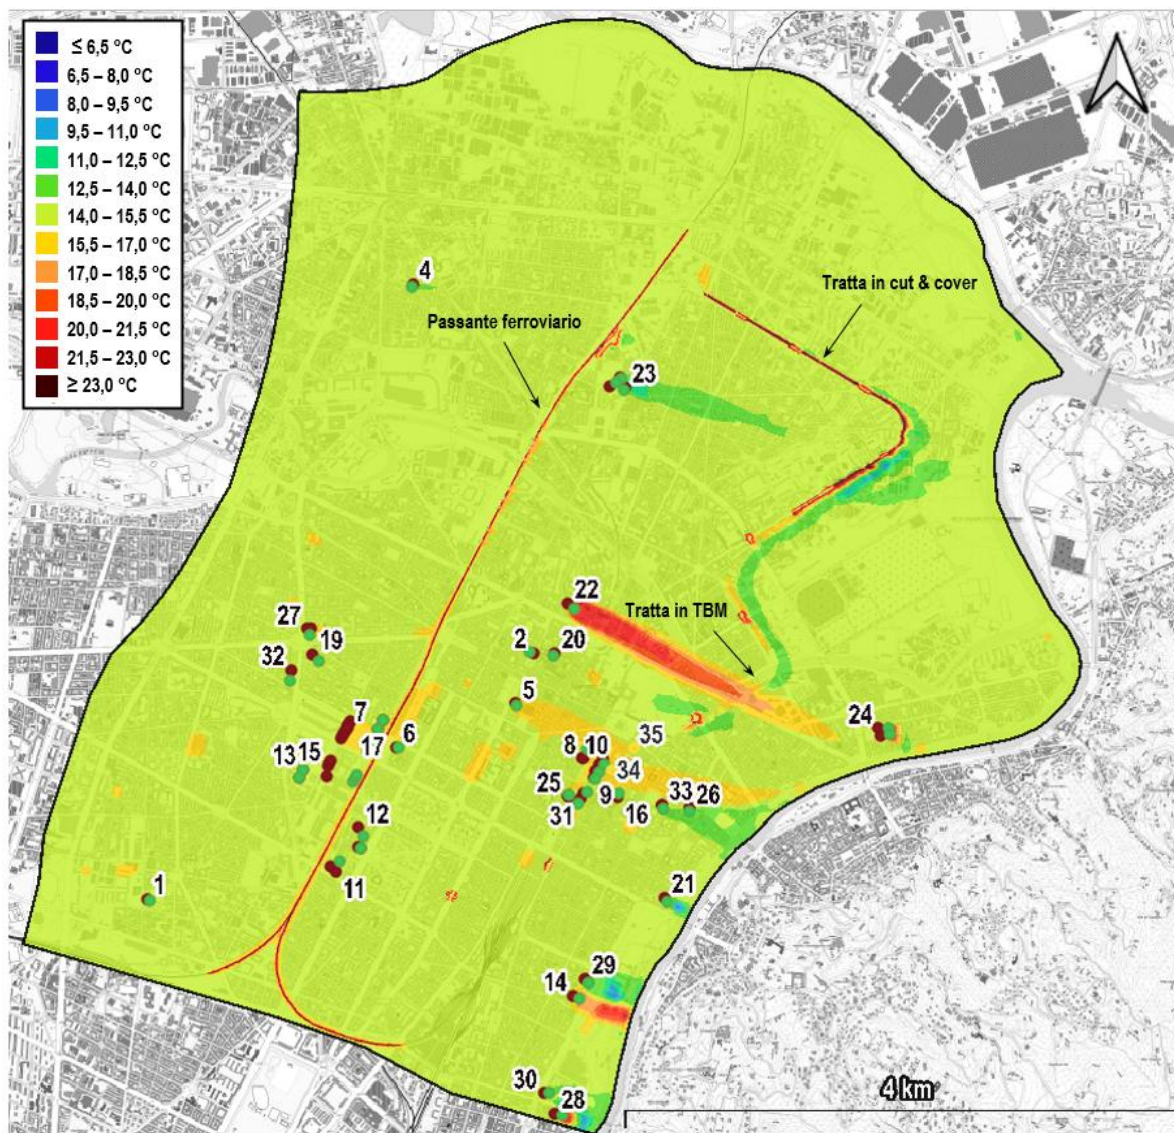 ≤ 6,5 °C
6,5 – 8,0 °C
8,0 – 9,5 °C
9,5 – 11,0 °C
11,0 – 12,5 °C
12,5 – 14,0 °C
14,0 – 15,5 °C
15,5 – 17,0 °C
17,0 – 18,5 °C
18,5 – 20,0 °C
20,0 – 21,5 °C
21,5 – 23,0 °C
≥ 23,0 °C
4
Tratta in cut & cover
Passante ferroviario
23
22
Tratta in TBM
27
19
2
20
32
5
7
24
17
6
35
8
10
13
15
34
25
9
33
26
31
16
12
11
1
21
29
14
30
28
4 km